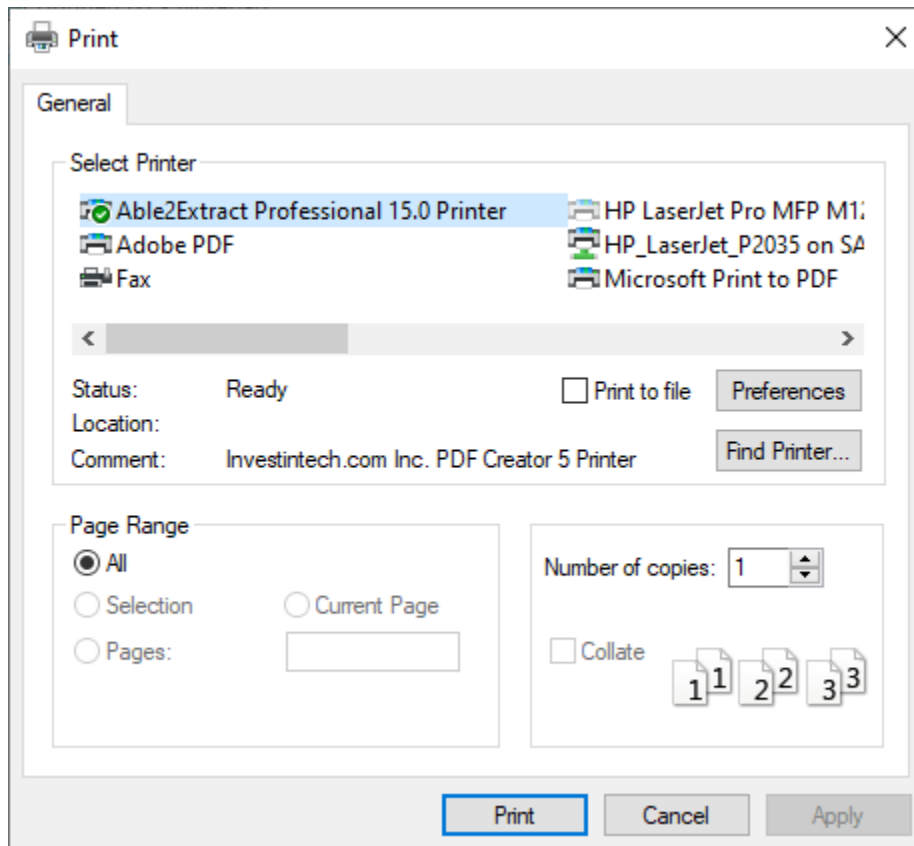 Print
General
Select Printer
Able2Extract Professional 15.0 Printer
HP LaserJet Pro MFP M12
Adobe PDF
HP_LaserJet_P2035 on SA
Fax
Microsoft Print to PDF
Status: Ready
Print to file
Preferences
Location:
Comment: Investintech.com Inc. PDF Creator 5 Printer
Find Printer...
Page Range
All
Number of copies: 1
Selection
Current Page
Pages:
Collate
1 1 2 2 3 3
Print
Cancel
Apply